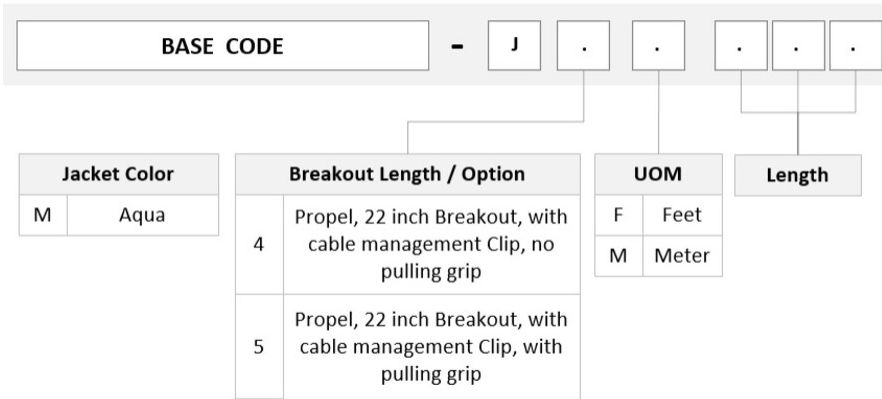 BASE CODE - J . . . . .
Jacket Color
M Aqua
Breakout Length / Option
4 Propel, 22 inch Breakout, with
cable management Clip, no
pulling grip
5 Propel, 22 inch Breakout, with
cable management Clip, with
pulling grip
UOM
F Feet
M Meter
Length